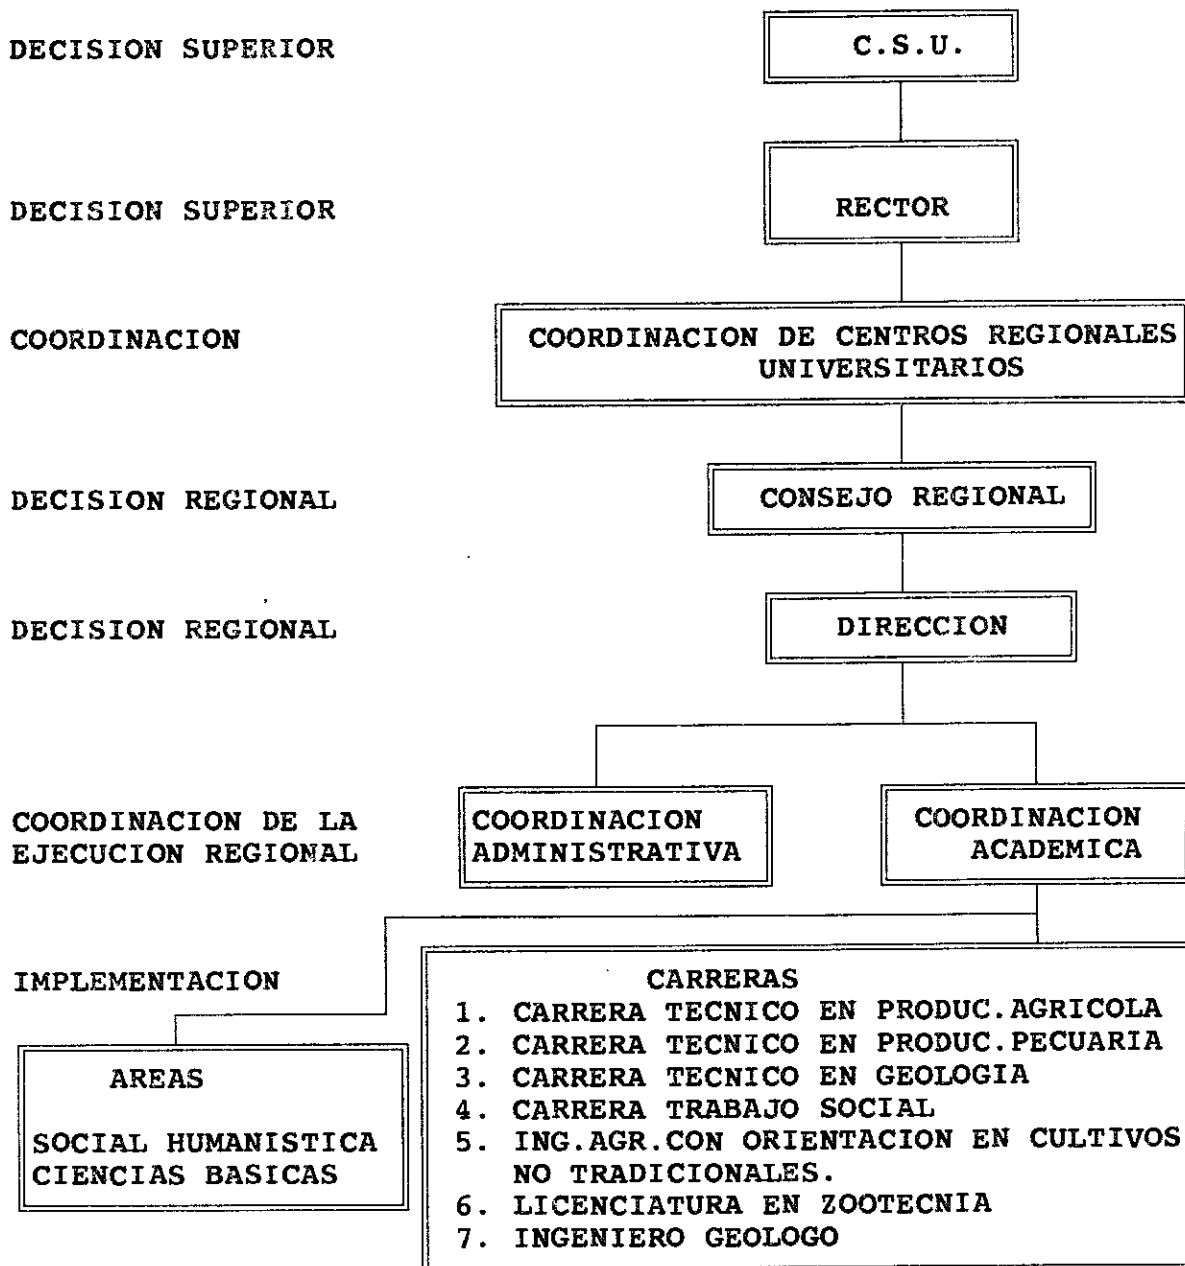 DECISION SUPERIOR
C.S.U.
DECISION SUPERIOR
RECTOR
COORDINACION
COORDINACION DE CENTROS REGIONALES
UNIVERSITARIOS
DECISION REGIONAL
CONSEJO REGIONAL
DECISION REGIONAL
DIRECCION
COORDINACION DE LA
EJECUCION REGIONAL
COORDINACION
ADMINISTRATIVA
COORDINACION
ACADEMICA
IMPLEMENTACION
AREAS
SOCIAL HUMANISTICA
CIENCIAS BASICAS
CARRERAS
1. CARRERA TECNICO EN PRODUC.AGRICOLA
2. CARRERA TECNICO EN PRODUC.PECUARIA
3. CARRERA TECNICO EN GEOLOGIA
4. CARRERA TRABAJO SOCIAL
5. ING.AGR.CON ORIENTACION EN CULTIVOS
NO TRADICIONALES.
6. LICENCIATURA EN ZOOTECNIA
7. INGENIERO GEOLOGO